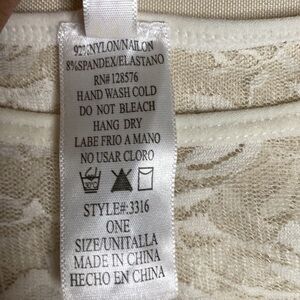 92%NYLON/NAILON
8%SPANDEX/ELASTANO
RN#128576
HAND WASH COLD
DO NOT BLEACH
HANG DRY
LABE FRIO A MANO
NO USAR CLORO
STYLE#:3316
ONE
SIZE/UNITALLA
MADE IN CHINA
HECHO EN CHINA